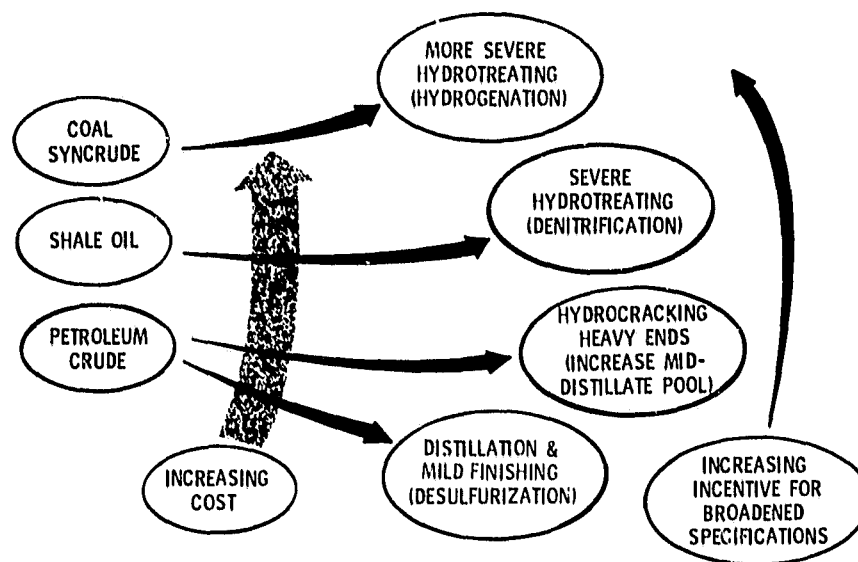 MORE SEVERE
HYDROTREATING
(HYDROGENATION)
COAL
SYNCRUDE
SEVERE
HYDROTREATING
(DENITRIFICATION)
SHALE OIL
HYDROCRACKING
HEAVY ENDS
(INCREASE MID-
DISTILLATE POOL)
PETROLEUM
CRUDE
DISTILLATION &
MILD FINISHING
(DESULFURIZATION)
INCREASING
COST
INCREASING
INCENTIVE FOR
BROADENED
SPECIFICATIONS